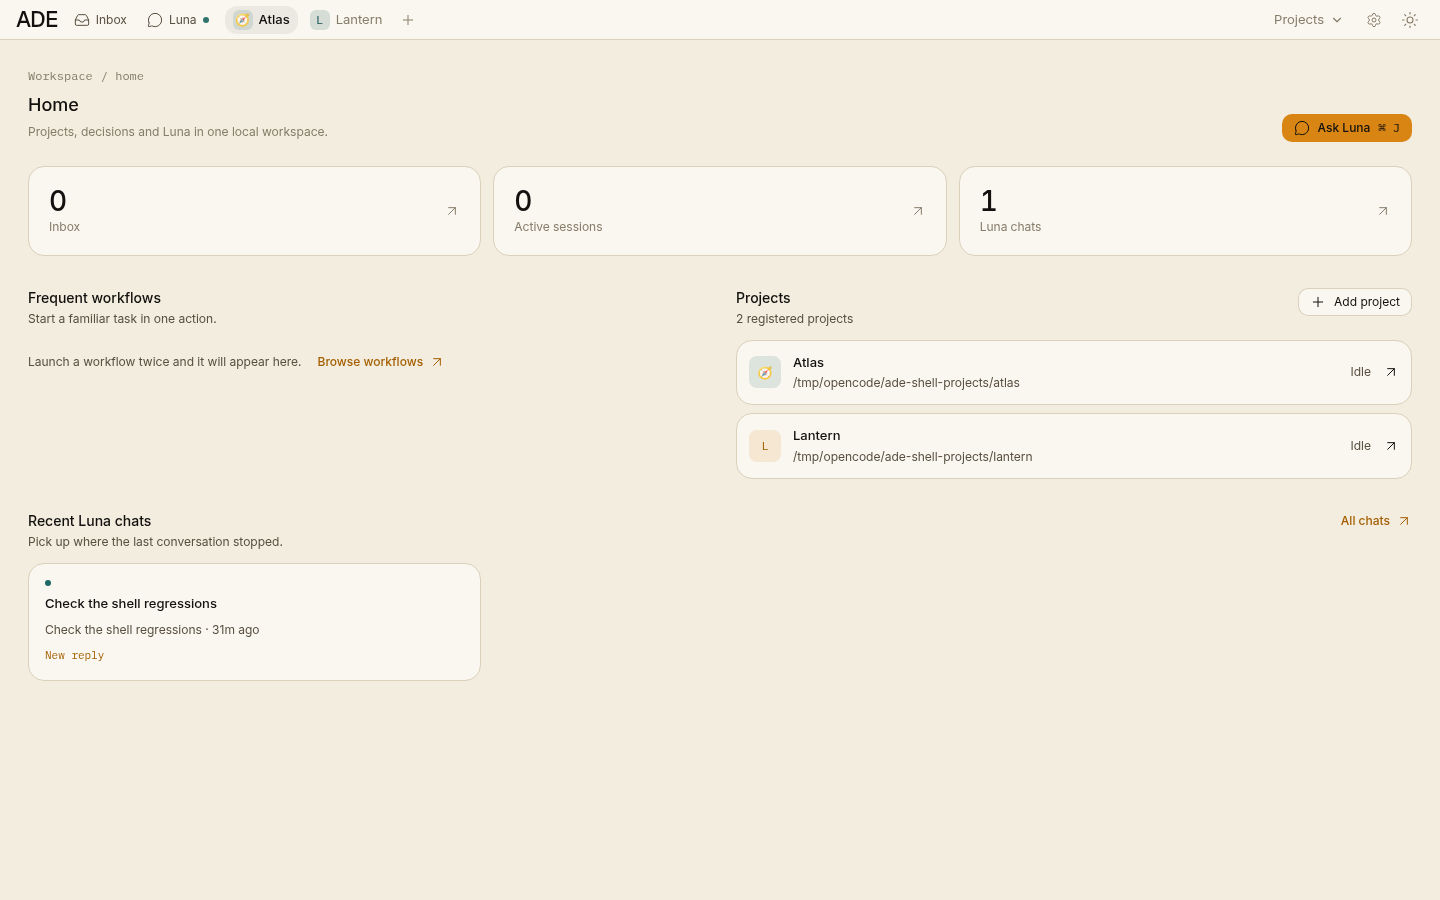 ADE Inbox Luna Atlas L Lantern Projects
Workspace / home
Home
Projects, decisions and Luna in one local workspace.
Ask Luna ⌘ J
0
Inbox
0
Active sessions
1
Luna chats
Frequent workflows
Start a familiar task in one action.
Launch a workflow twice and it will appear here. Browse workflows
Projects
2 registered projects
Add project
Atlas
/tmp/opencode/ade-shell-projects/atlas
Idle
L
Lantern
/tmp/opencode/ade-shell-projects/lantern
Idle
Recent Luna chats
Pick up where the last conversation stopped.
All chats
Check the shell regressions
Check the shell regressions · 31m ago
New reply